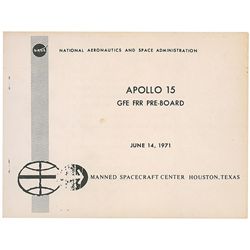 NASA
NATIONAL AERONAUTICS AND SPACE ADMINISTRATION
APOLLO 15
GFE FRR PRE-BOARD
JUNE 14, 1971
MANNED SPACECRAFT CENTER HOUSTON, TEXAS